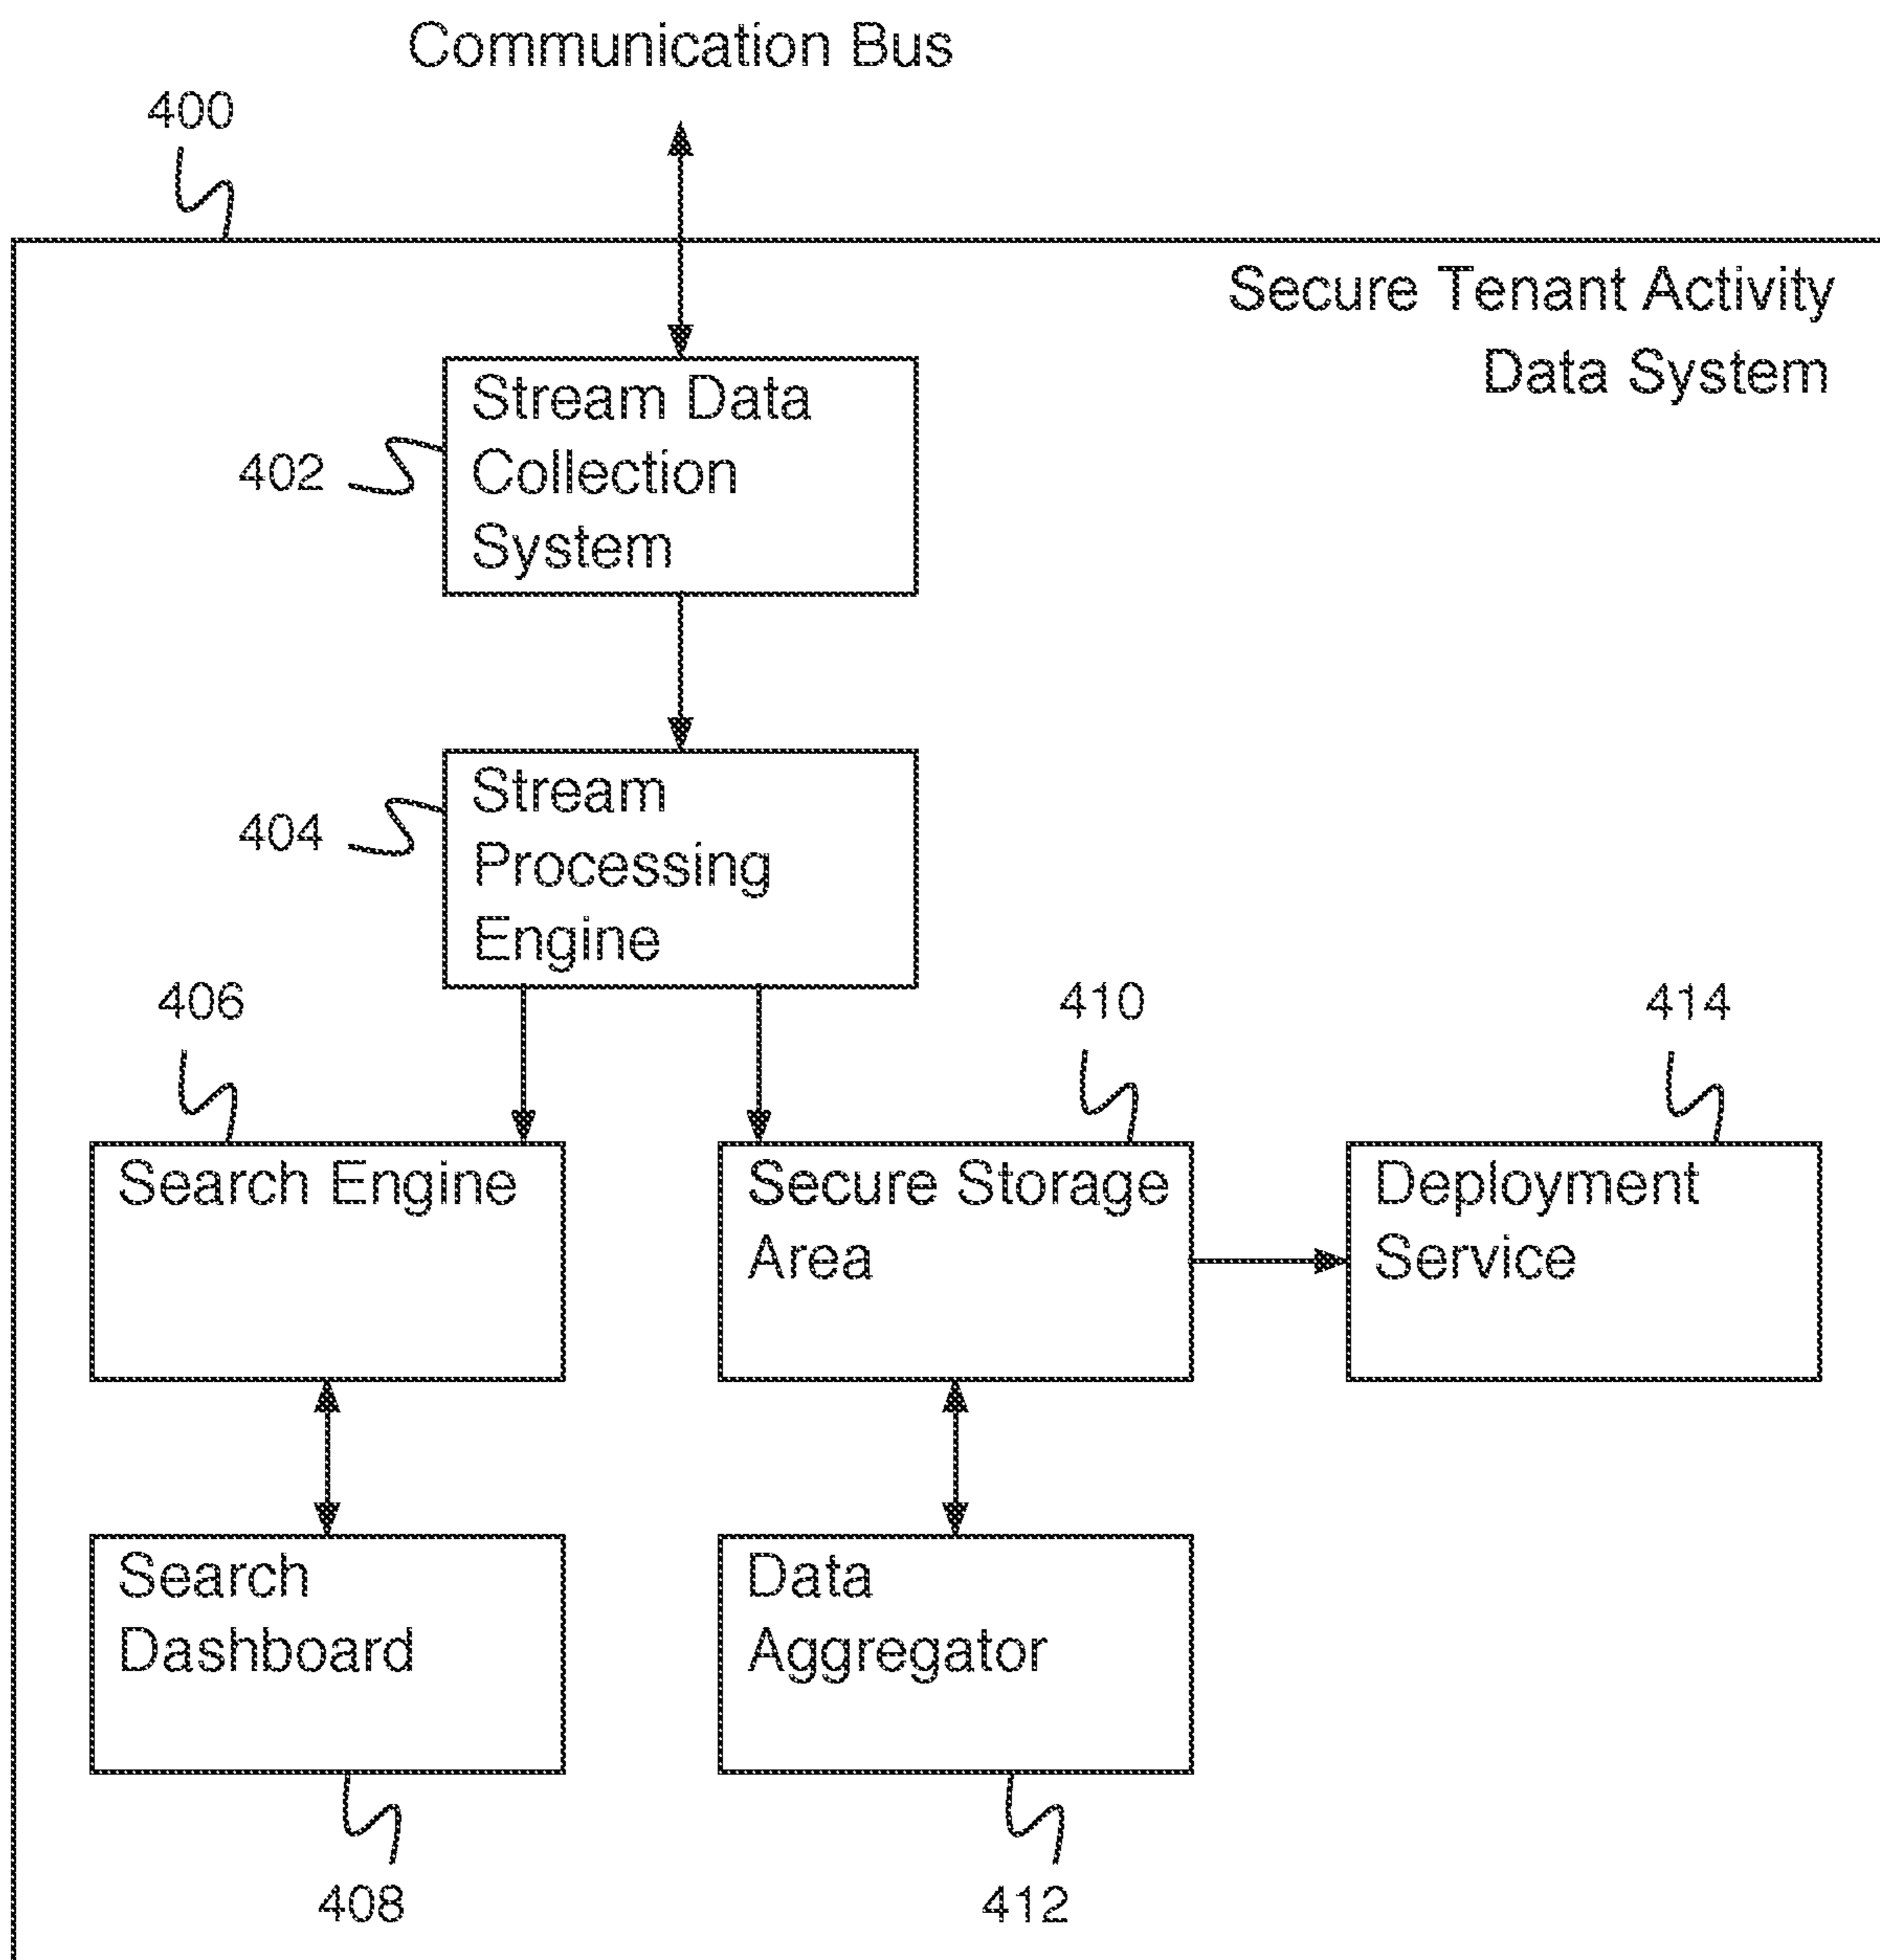 Communication Bus
400
Secure Tenant Activity
Data System
Stream Data
Collection
System
402
Stream
Processing
Engine
404
406
410
414
Search Engine
Secure Storage
Area
Deployment
Service
Search
Dashboard
Data
Aggregator
408
412